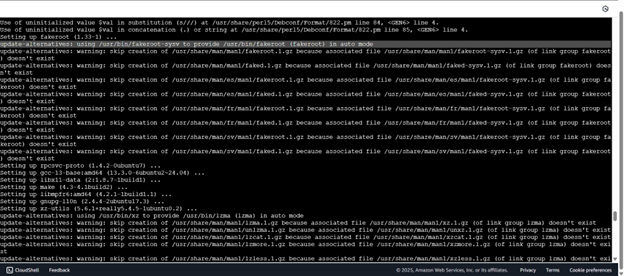 Use of uninitialized value $val in substitution (s///) at /usr/share/perl5/Debconf/Format/822.pm line 84, <GEN6> line 4.
Use of uninitialized value $val in concatenation (.) or string at /usr/share/perl5/Debconf/Format/822.pm line 85, <GEN6> line 4.
Setting up fakeroot (1.33-1) ...
update-alternatives: using /usr/bin/fakeroot-sysv to provide /usr/bin/fakeroot (fakeroot) in auto mode
update-alternatives: warning: skip creation of /usr/share/man/man1/fakeroot.1.gz because associated file /usr/share/man/man1/fakeroot-sysv.1.gz (of link group fakeroot
) doesn't exist
update-alternatives: warning: skip creation of /usr/share/man/man1/faked.1.gz because associated file /usr/share/man/man1/faked-sysv.1.gz (of link group fakeroot) does
n't exist
update-alternatives: warning: skip creation of /usr/share/man/es/man1/fakeroot.1.gz because associated file /usr/share/man/es/man1/fakeroot-sysv.1.gz (of link group fa
keroot) doesn't exist
update-alternatives: warning: skip creation of /usr/share/man/es/man1/faked.1.gz because associated file /usr/share/man/es/man1/faked-sysv.1.gz (of link group fakeroot
) doesn't exist
update-alternatives: warning: skip creation of /usr/share/man/fr/man1/fakeroot.1.gz because associated file /usr/share/man/fr/man1/fakeroot-sysv.1.gz (of link group fa
keroot) doesn't exist
update-alternatives: warning: skip creation of /usr/share/man/fr/man1/faked.1.gz because associated file /usr/share/man/fr/man1/faked-sysv.1.gz (of link group fakeroot
) doesn't exist
update-alternatives: warning: skip creation of /usr/share/man/sv/man1/fakeroot.1.gz because associated file /usr/share/man/sv/man1/fakeroot-sysv.1.gz (of link group fa
keroot) doesn't exist
update-alternatives: warning: skip creation of /usr/share/man/sv/man1/faked.1.gz because associated file /usr/share/man/sv/man1/faked-sysv.1.gz (of link group fakeroot
) doesn't exist
Setting up rpcsvc-proto (1.4.2-0ubuntu7) ...
Setting up gcc-13-base:amd64 (13.3.0-6ubuntu2~24.04) ...
Setting up libx11-data (2:1.8.7-1build1) ...
Setting up make (4.3-4.1build2) ...
Setting up libmpfr6:amd64 (4.2.1-1build1.1) ...
Setting up gnupg-l10n (2.4.4-2ubuntu17.3) ...
Setting up xz-utils (5.6.1+really5.4.5-1ubuntu0.2) ...
update-alternatives: using /usr/bin/xz to provide /usr/bin/lzma (lzma) in auto mode
update-alternatives: warning: skip creation of /usr/share/man/man1/lzma.1.gz because associated file /usr/share/man/man1/xz.1.gz (of link group lzma) doesn't exist
update-alternatives: warning: skip creation of /usr/share/man/man1/unlzma.1.gz because associated file /usr/share/man/man1/unxz.1.gz (of link group lzma) doesn't exist
update-alternatives: warning: skip creation of /usr/share/man/man1/lzcat.1.gz because associated file /usr/share/man/man1/xzcat.1.gz (of link group lzma) doesn't exist
update-alternatives: warning: skip creation of /usr/share/man/man1/lzmore.1.gz because associated file /usr/share/man/man1/xzmore.1.gz (of link group lzma) doesn't exi
st
update-alternatives: warning: skip creation of /usr/share/man/man1/lzless.1.gz because associated file /usr/share/man/man1/xzless.1.gz (of link group lzma) doesn't exi
CloudShell Feedback © 2025, Amazon Web Services, Inc. or its affiliates. Privacy Terms Cookie preferences